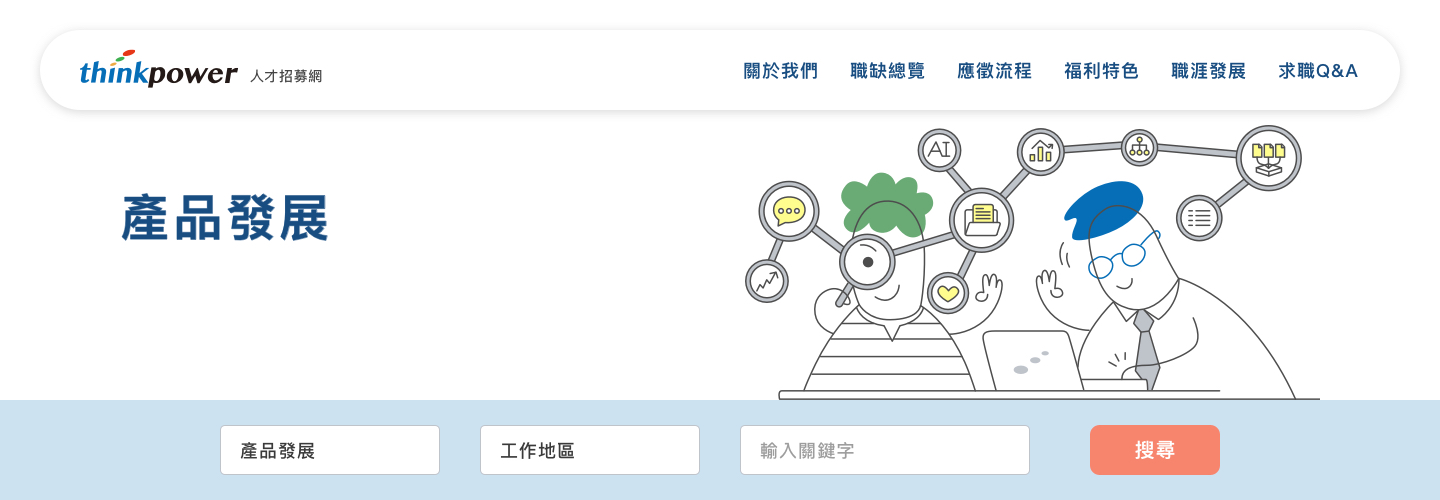 thinkpower 人才招募網
關於我們 職缺總覽 應徵流程 福利特色 職涯發展 求職Q&A
AI
產品發展
產品發展 工作地區 輸入關鍵字 搜尋